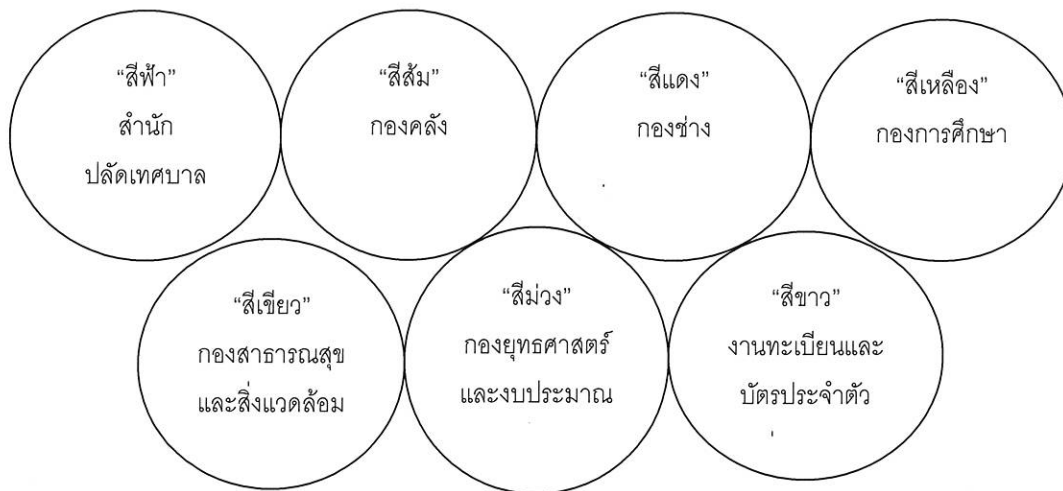 “สีฟ้า”
สำนัก
ปลัดเทศบาล
“สีส้ม”
กองคลัง
“สีแดง”
กองช่าง
“สีเหลือง”
กองการศึกษา
“สีเขียว”
กองสาธารณสุข
และสิ่งแวดล้อม
“สีม่วง”
กองยุทธศาสตร์
และงบประมาณ
“สีขาว”
งานทะเบียนและ
บัตรประจำตัว